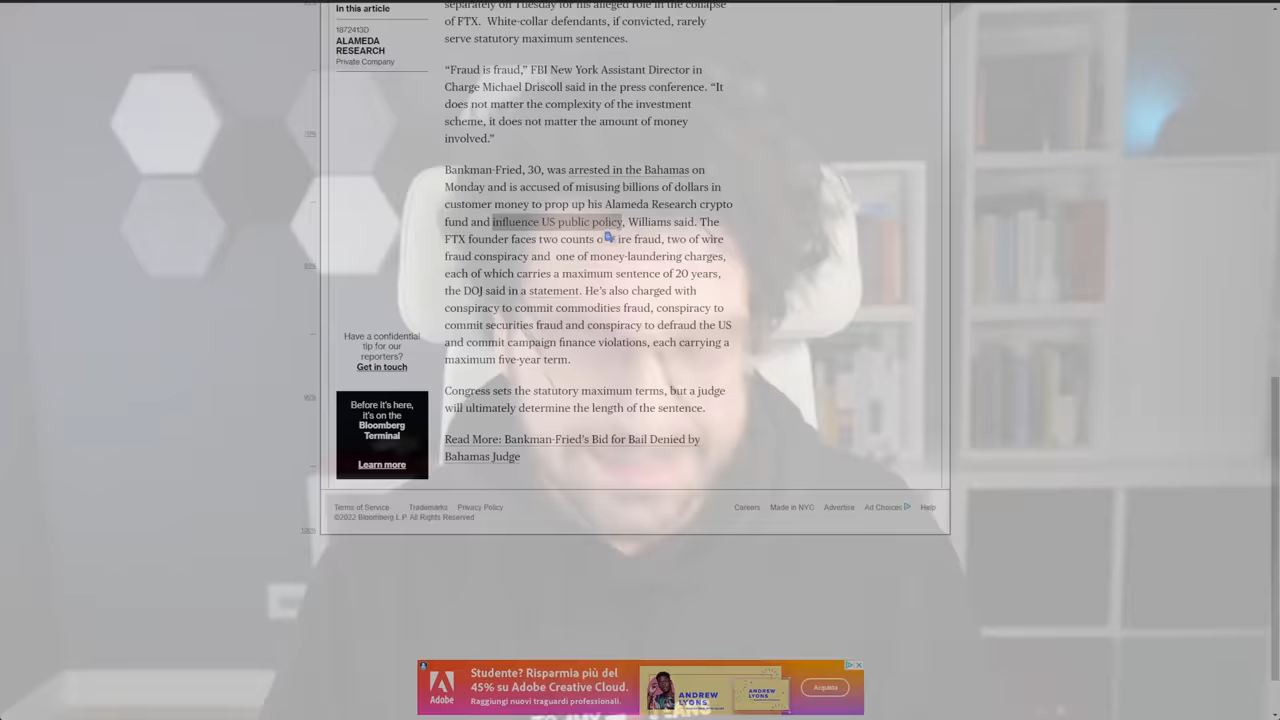 In this article
1872413D
ALAMEDA
RESEARCH
Private Company
separately on Tuesday for his alleged role in the collapse
of FTX.  White-collar defendants, if convicted, rarely
serve statutory maximum sentences.
“Fraud is fraud,” FBI New York Assistant Director in
Charge Michael Driscoll said in the press conference. “It
does not matter the complexity of the investment
scheme, it does not matter the amount of money
involved.”
Bankman-Fried, 30, was arrested in the Bahamas on
Monday and is accused of misusing billions of dollars in
customer money to prop up his Alameda Research crypto
fund and influence US public policy, Williams said. The
FTX founder faces two counts o ire fraud, two of wire
fraud conspiracy and  one of money-laundering charges,
each of which carries a maximum sentence of 20 years,
the DOJ said in a statement. He’s also charged with
conspiracy to commit commodities fraud, conspiracy to
commit securities fraud and conspiracy to defraud the US
and commit campaign finance violations, each carrying a
maximum five-year term.
Congress sets the statutory maximum terms, but a judge
will ultimately determine the length of the sentence.
Read More: Bankman-Fried’s Bid for Bail Denied by
Bahamas Judge
Have a confidential
tip for our
reporters?
Get in touch
Before it’s here,
it’s on the
Bloomberg
Terminal
Learn more
Terms of Service Trademarks Privacy Policy
©2022 Bloomberg L.P. All Rights Reserved
Careers Made in NYC Advertise Ad Choices Help
100%
Adobe
Studente? Risparmia più del
45% su Adobe Creative Cloud.
Raggiungi nuovi traguardi professionali.
ANDREW
LYONS
ANDREW
LYONS
Acquista